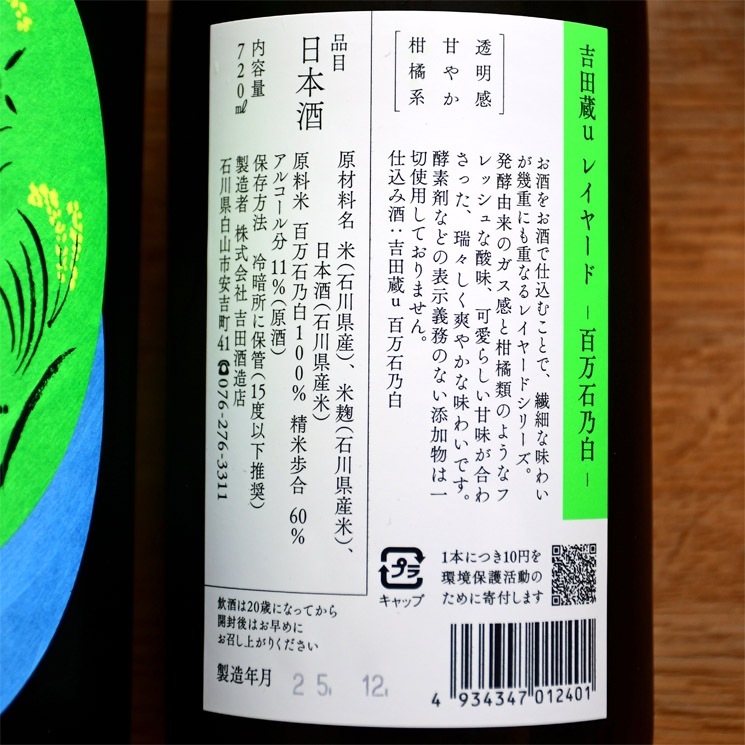 吉田蔵u レイヤード －百万石乃白－
透明感
甘やか
柑橘系
お酒をお酒で仕込むことで、繊細な味わい
が幾重にも重なるレイヤードシリーズ。
発酵由来のガス感と柑橘類のようなフ
レッシュな酸味、可愛らしい甘味が合わ
さった、瑞々しく爽やかな味わいです。
酵素剤などの表示義務のない添加物は一
切使用しておりません。
仕込み酒：吉田蔵u 百万石乃白
品目
日本酒
内容量
720㎖
原材料名 米（石川県産）、米麹（石川県産米）、
日本酒（石川県産米）
原料米 百万石乃白100% 精米歩合 60%
アルコール分 11%（原酒）
保存方法 冷暗所に保管（15度以下推奨）
製造者 株式会社 吉田酒造店
石川県白山市安吉町41 ☎076-276-3311
プラ
キャップ
1本につき10円を
環境保護活動の
ために寄付します
飲酒は20歳になってから
開封後はお早めに
お召し上がりください
製造年月 25. 12.
4 934347 012401